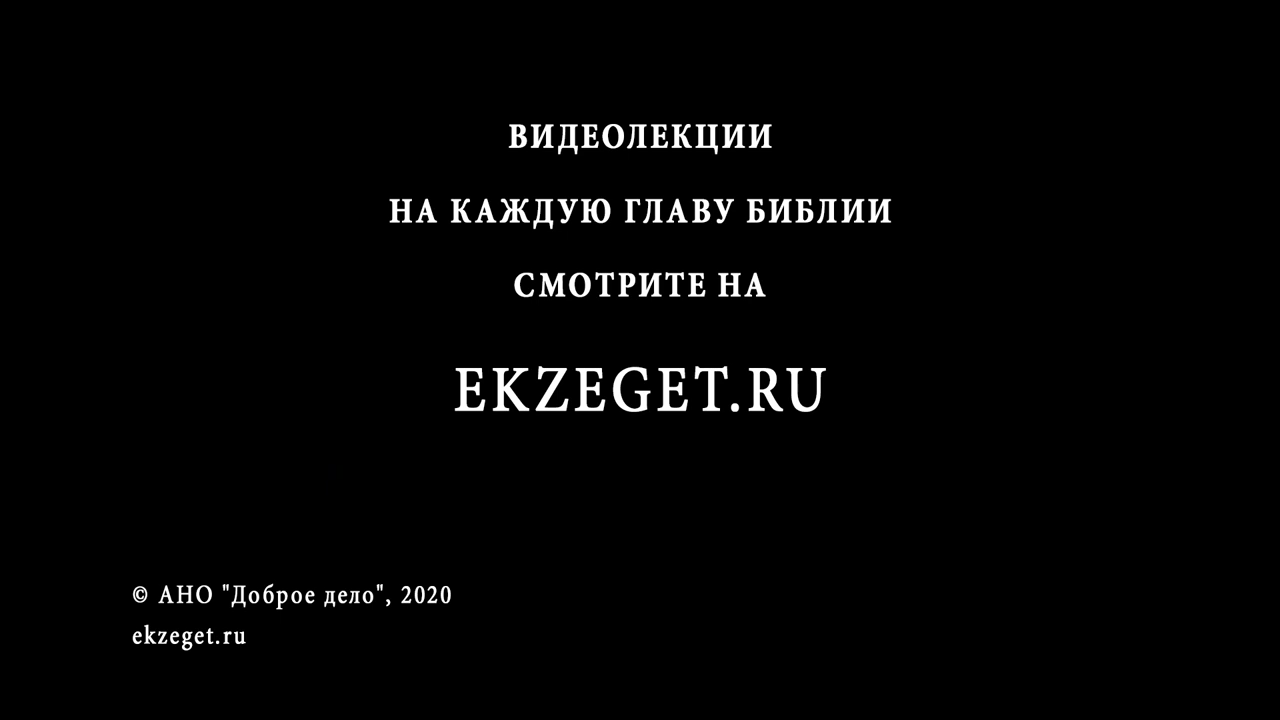 ВИДЕОЛЕКЦИИ
НА КАЖДУЮ ГЛАВУ БИБЛИИ
СМОТРИТЕ НА
EKZEGET.RU
© АНО "Доброе дело", 2020
ekzeget.ru